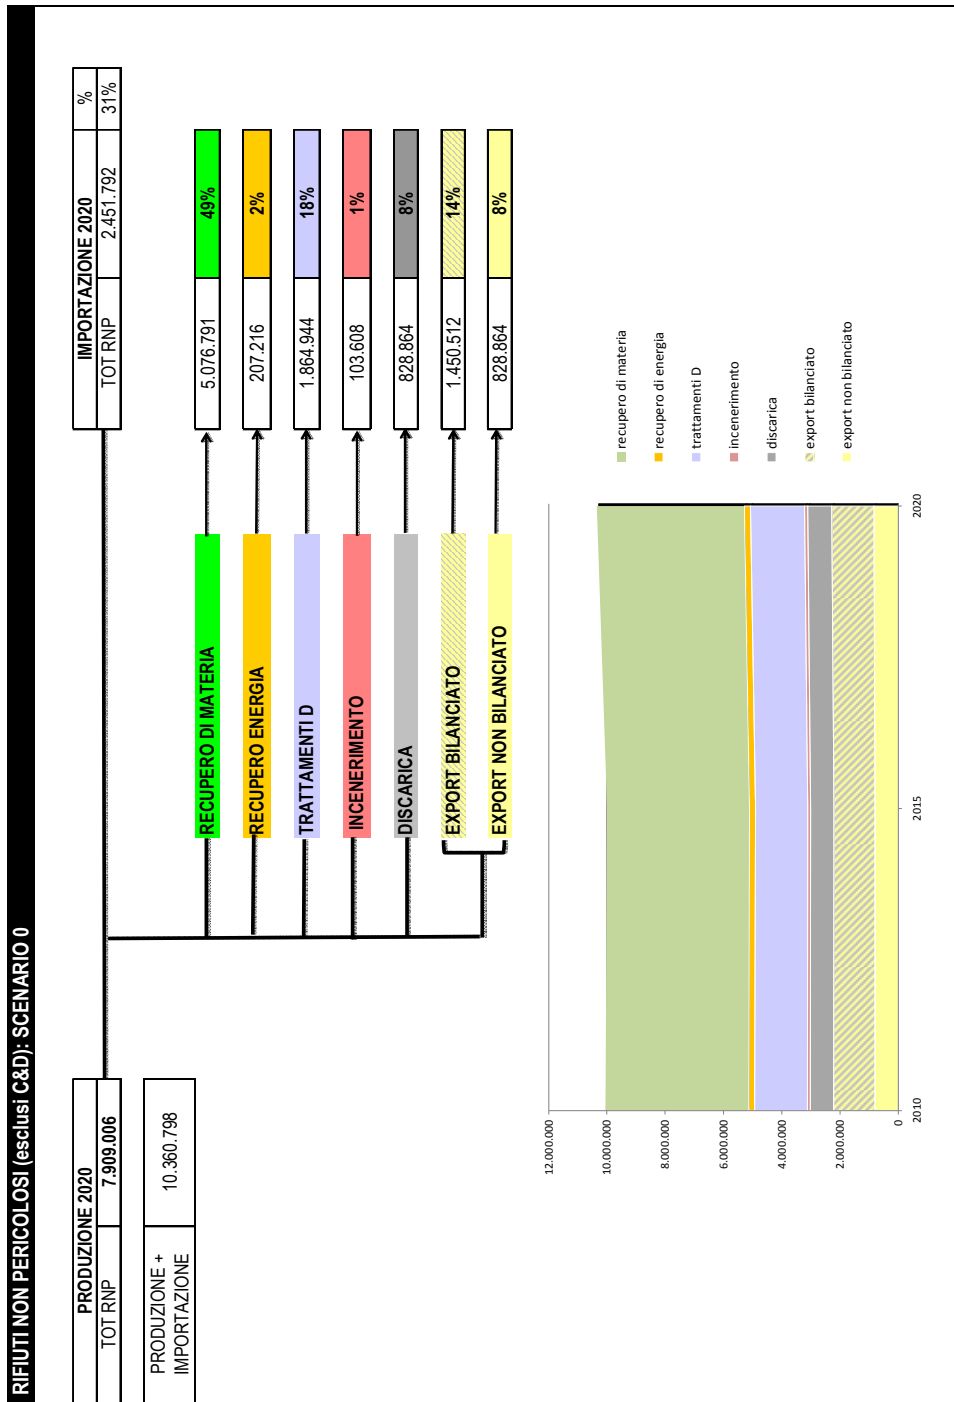 RIFIUTI NON PERICOLOSI (esclusi C&D): SCENARIO 0
PRODUZIONE 2020
TOT RNP 7.909.006
PRODUZIONE +
IMPORTAZIONE
10.360.798
IMPORTAZIONE 2020 %
TOT RNP 2.451.792 31%
RECUPERO DI MATERIA 5.076.791 49%
RECUPERO ENERGIA 207.216 2%
TRATTAMENTI D 1.864.944 18%
INCENERIMENTO 103.608 1%
DISCARICA 828.864 8%
EXPORT BILANCIATO 1.450.512 14%
EXPORT NON BILANCIATO 828.864 8%
12.000.000
10.000.000
8.000.000
6.000.000
4.000.000
2.000.000
0
2010 2015 2020
recupero di materia
recupero di energia
trattamenti D
incenerimento
discarica
export bilanciato
export non bilanciato